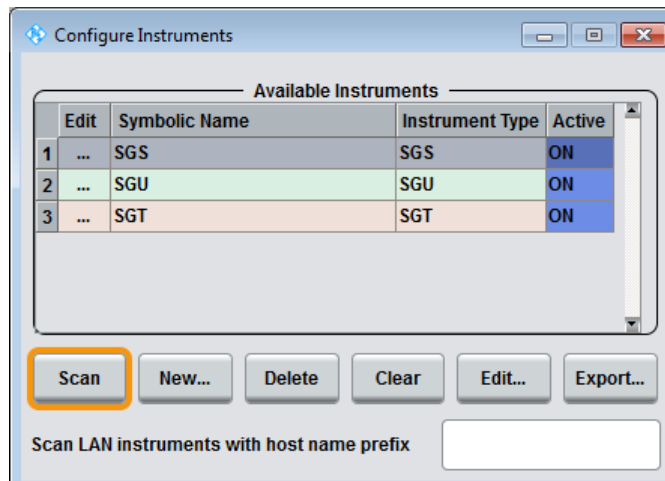 Configure Instruments
Available Instruments
Edit Symbolic Name Instrument Type Active
1 ... SGS SGS ON
2 ... SGU SGU ON
3 ... SGT SGT ON
Scan New... Delete Clear Edit... Export...
Scan LAN instruments with host name prefix